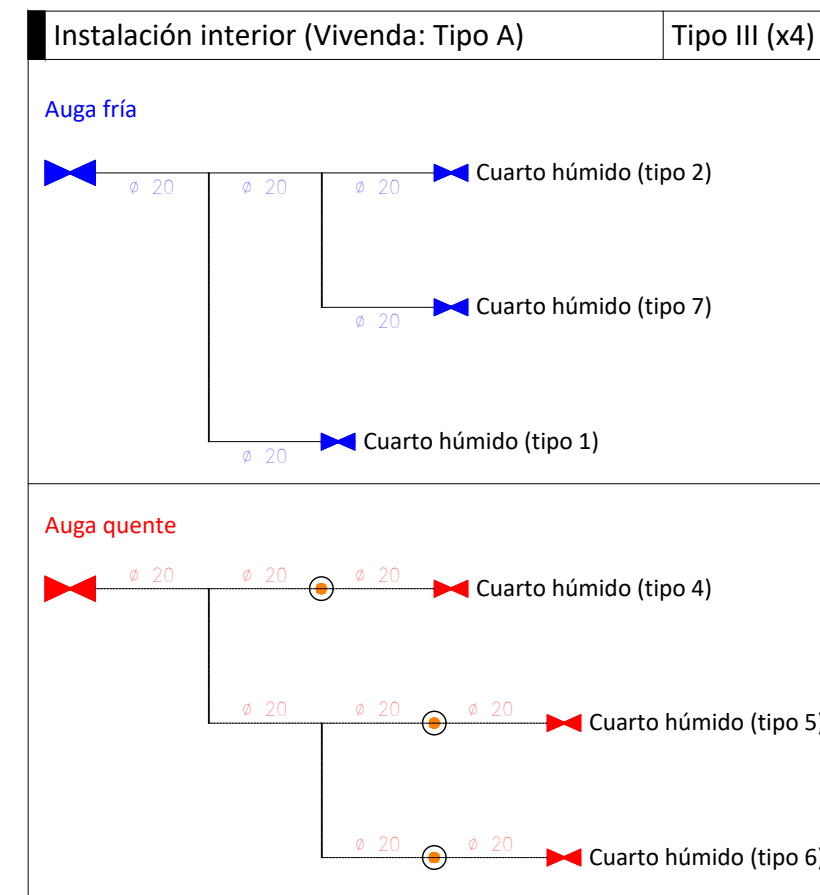 Instalación interior (Vivenda: Tipo A) Tipo III (x4)
Auga fría
Cuarto húmido (tipo 2)
ø 20 ø 20 ø 20
Cuarto húmido (tipo 7)
ø 20
Cuarto húmido (tipo 1)
ø 20
Auga quente
ø 20 ø 20 ø 20
Cuarto húmido (tipo 4)
ø 20 ø 20 ø 20
Cuarto húmido (tipo 5)
ø 20 ø 20
Cuarto húmido (tipo 6)